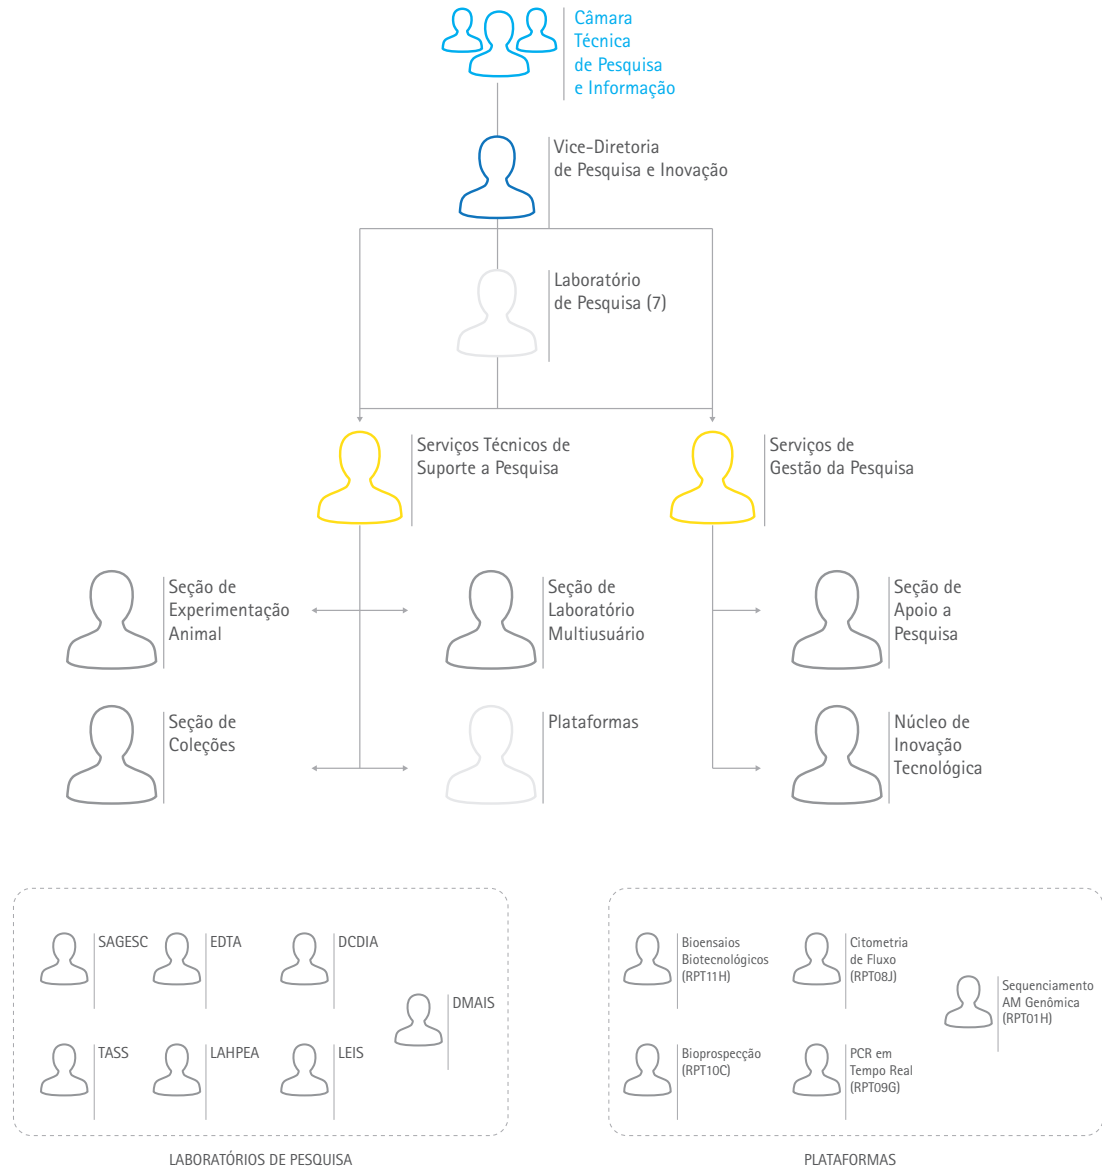 Câmara
Técnica
de Pesquisa
e Informação
Vice-Diretoria
de Pesquisa e Inovação
Laboratório
de Pesquisa (7)
Serviços Técnicos de
Suporte a Pesquisa
Serviços de
Gestão da Pesquisa
Seção de
Experimentação
Animal
Seção de
Laboratório
Multiusuário
Seção de
Apoio a
Pesquisa
Seção de
Coleções
Plataformas
Núcleo de
Inovação
Tecnológica
SAGESC
EDTA
DCDIA
DMAIS
TASS
LAHPEA
LEIS
LABORATÓRIOS DE PESQUISA
Bioensaios
Biotecnológicos
(RPT11H)
Citometria
de Fluxo
(RPT08J)
Sequenciamento
AM Genômica
(RPT01H)
Bioprospecção
(RPT10C)
PCR em
Tempo Real
(RPT09G)
PLATAFORMAS